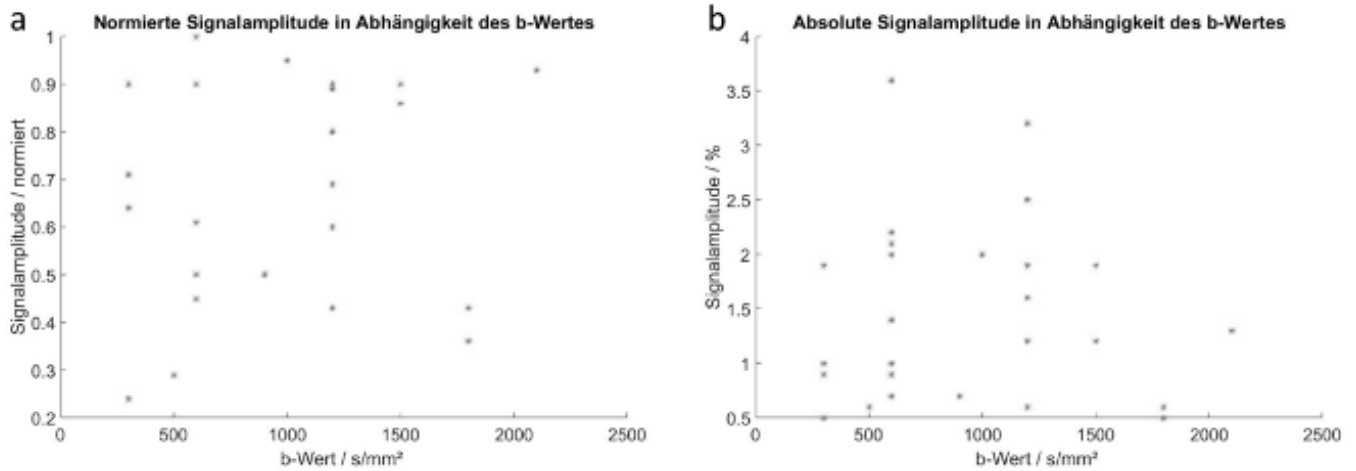 a
Normierte Signalamplitude in Abhängigkeit des b-Wertes
Signalamplitude / normiert
1
0.9
0.8
0.7
0.6
0.5
0.4
0.3
0.2
0 500 1000 1500 2000 2500
b-Wert / s/mm²
b
Absolute Signalamplitude in Abhängigkeit des b-Wertes
Signalamplitude / %
4
3.5
3
2.5
2
1.5
1
0.5
0 500 1000 1500 2000 2500
b-Wert / s/mm²